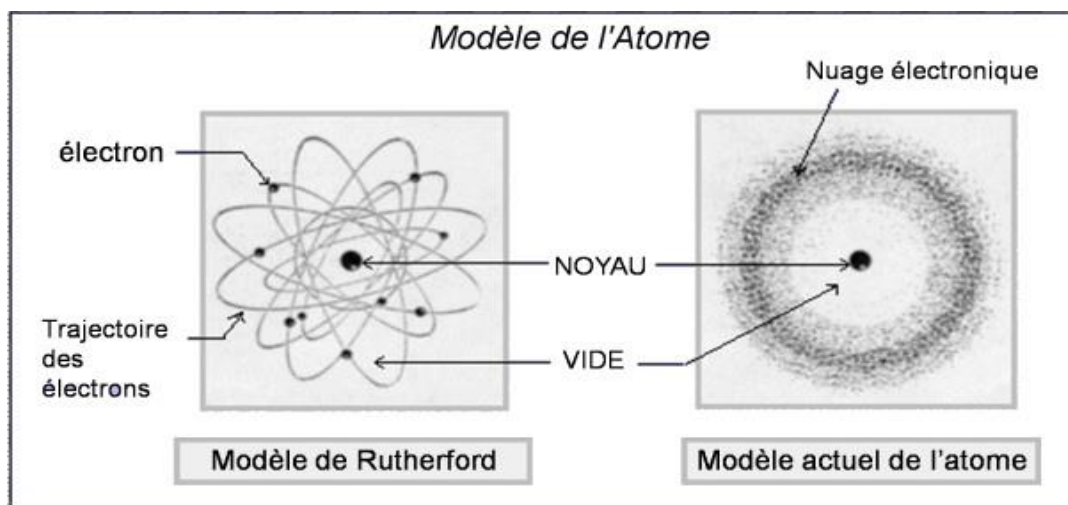 Modèle de l'Atome
Nuage électronique
électron
NOYAU
Trajectoire
des
électrons
VIDE
Modèle de Rutherford
Modèle actuel de l'atome